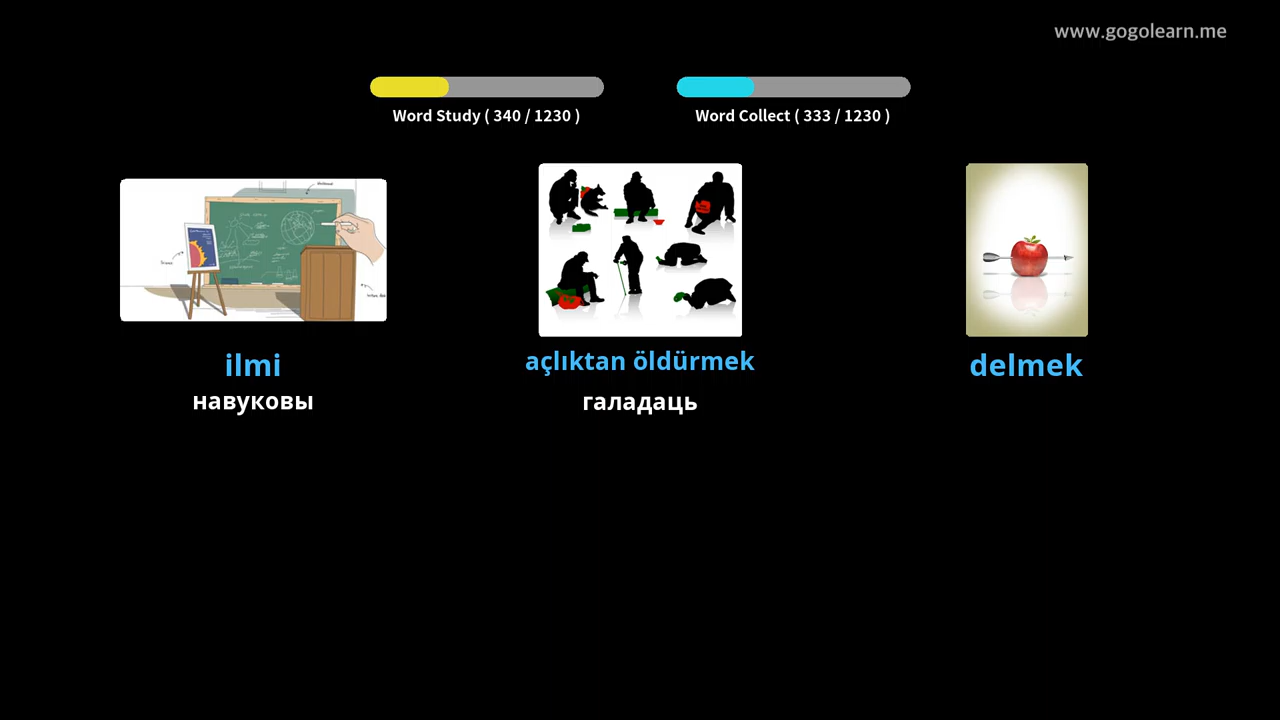 www.gogolearn.me
Word Study ( 340 / 1230 )
Word Collect ( 333 / 1230 )
ilmi
навуковы
açlıktan öldürmek
галадаць
delmek